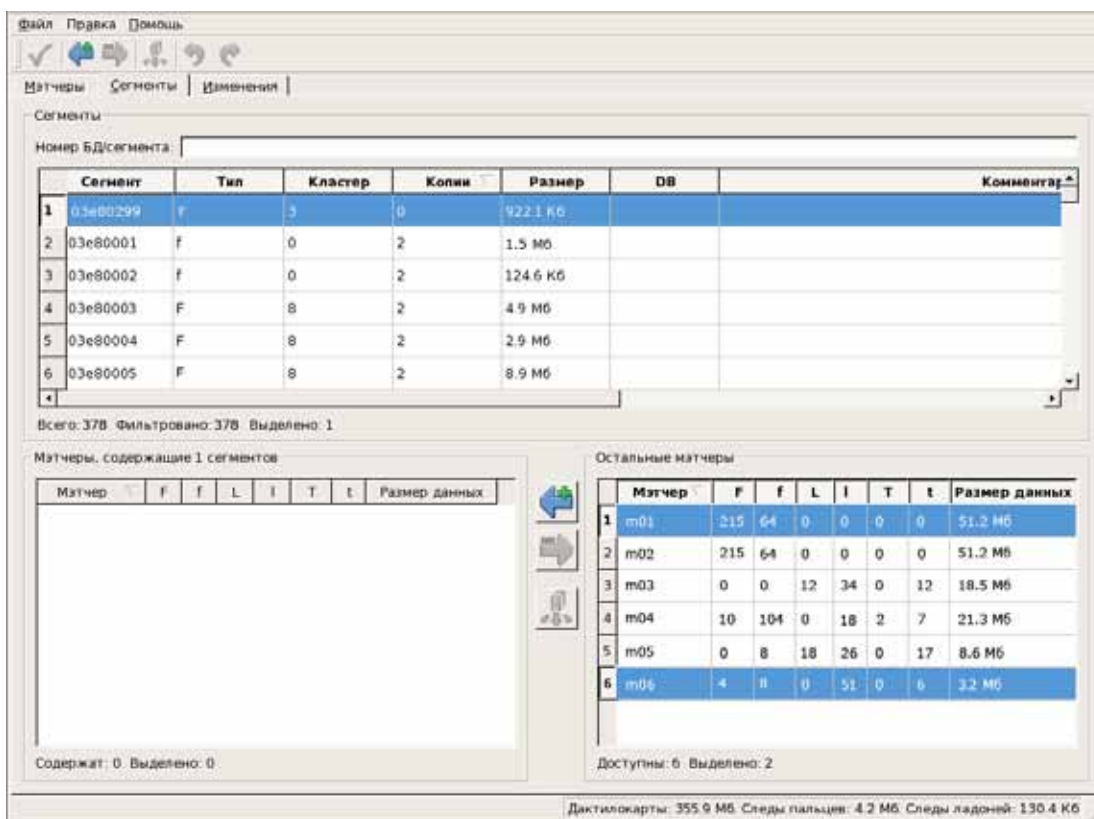 Файл Правка Помощь
Мэтчеры Сегменты Изменения
Сегменты
Номер БД/сегмента
Сегмент Тип Кластер Копии Размер DB Комментар
1 03e80299 F 3 0 922.1 Кб
2 03e80001 f 0 2 1.5 Мб
3 03e80002 f 0 2 124.6 Кб
4 03e80003 F 8 2 4.9 Мб
5 03e80004 F 8 2 2.9 Мб
6 03e80005 F 8 2 8.9 Мб
Всего: 378 Фильтровано: 378 Выделено: 1
Мэтчеры, содержащие 1 сегментов
Мэтчер F f L l T t Размер данных
Содержат: 0 Выделено: 0
Остальные мэтчеры
Мэтчер F f L l T t Размер данных
1 m01 215 64 0 0 0 0 51.2 Мб
2 m02 215 64 0 0 0 0 51.2 Мб
3 m03 0 0 12 34 0 12 18.5 Мб
4 m04 10 104 0 18 2 7 21.3 Мб
5 m05 0 8 18 26 0 17 8.6 Мб
6 m06 4 8 0 51 0 6 3.2 Мб
Доступны: 6 Выделено: 2
Дактилокарты: 355.9 Мб Следы пальцев: 4.2 Мб Следы ладоней: 130.4 Кб